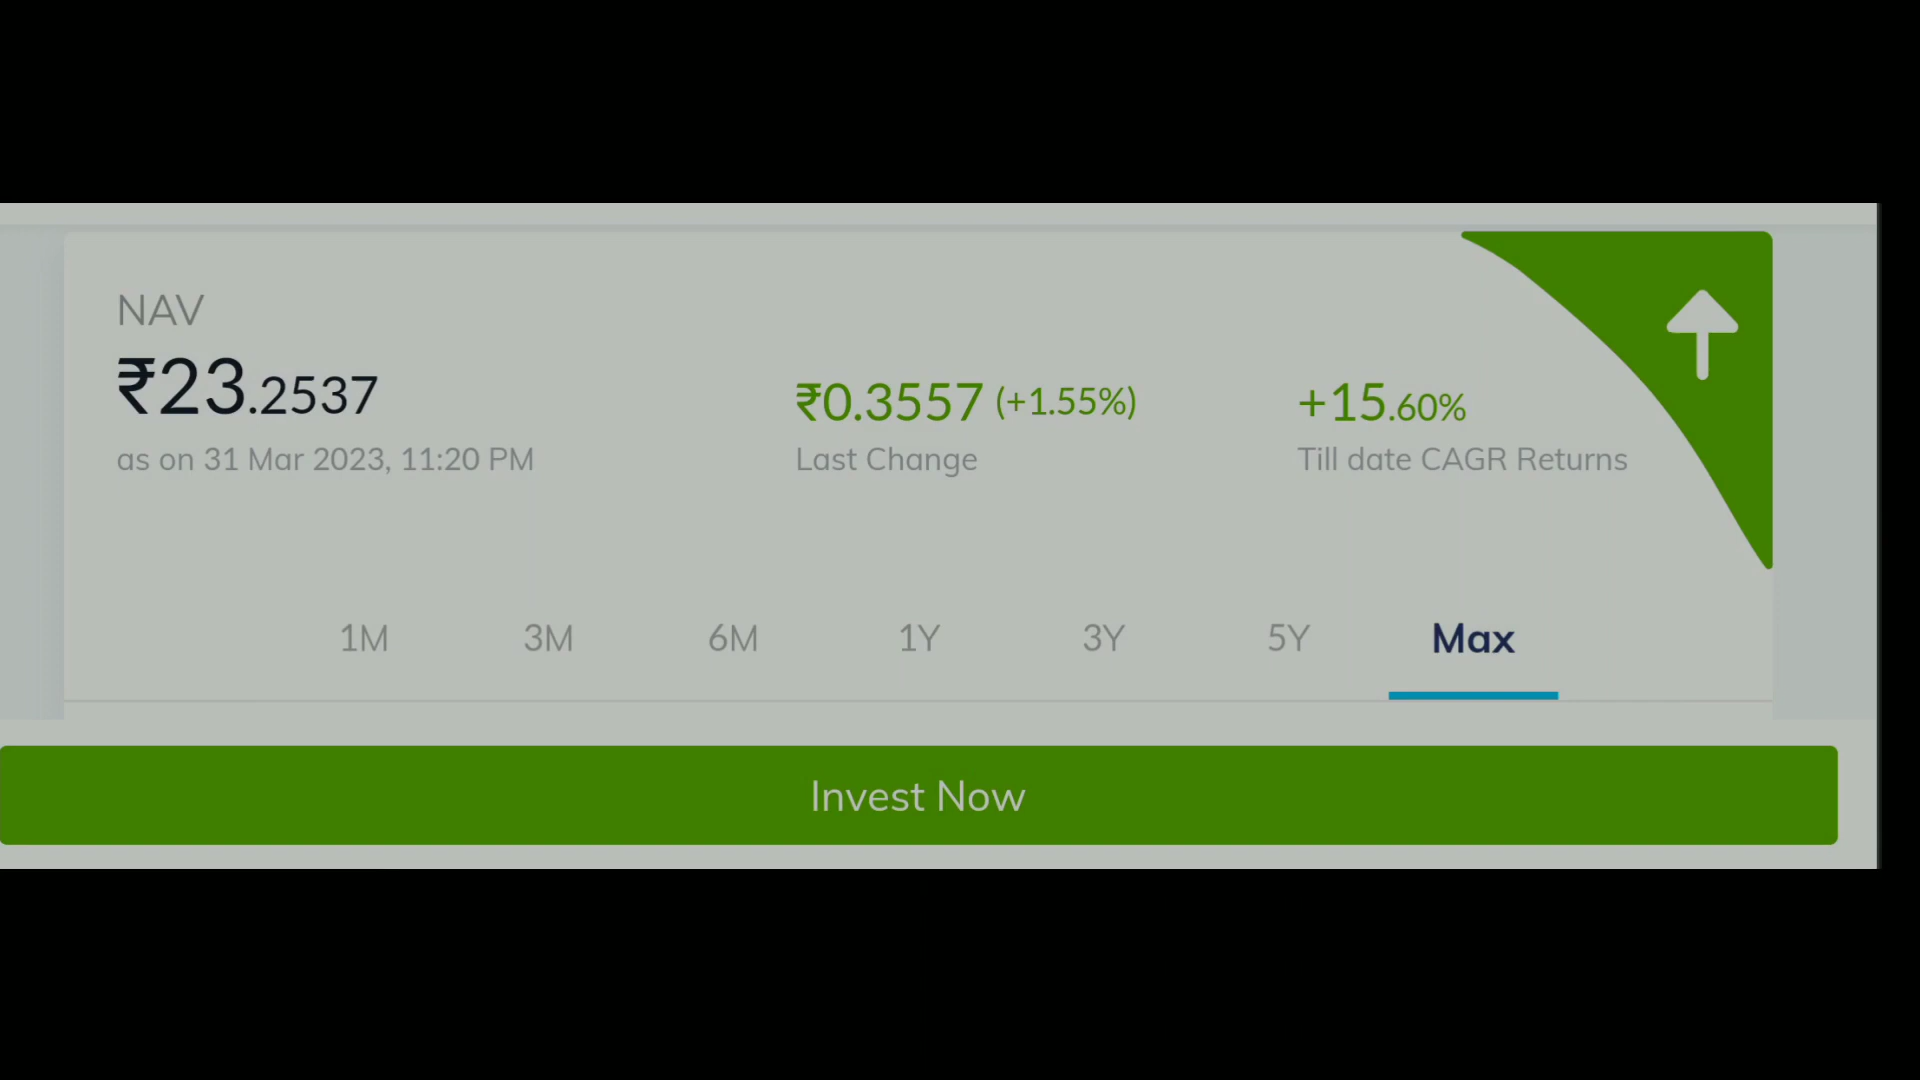 NAV
₹23.2537
as on 31 Mar 2023, 11:20 PM
₹0.3557 (+1.55%)
Last Change
+15.60%
Till date CAGR Returns
1M 3M 6M 1Y 3Y 5Y Max
Invest Now